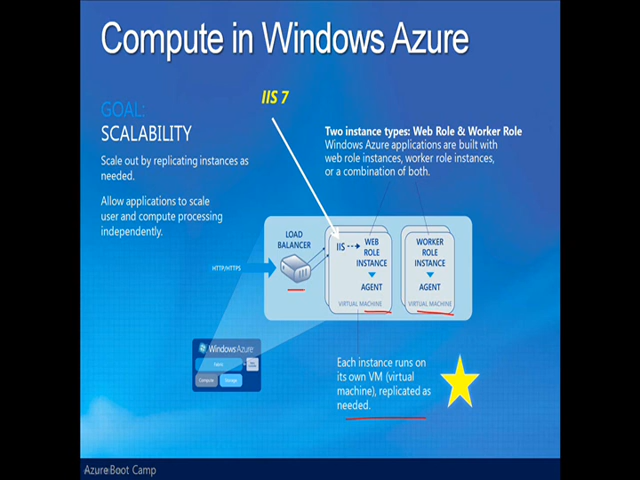 Compute in Windows Azure
IIS 7
GOAL:
SCALABILITY
Scale out by replicating instances as
needed.
Allow applications to scale
user and compute processing
independently.
Two instance types: Web Role & Worker Role
Windows Azure applications are built with
web role instances, worker role instances,
or a combination of both.
LOAD
BALANCER
HTTP/HTTPS
IIS
WEB
ROLE
INSTANCE
AGENT
VIRTUAL MACHINE
WORKER
ROLE
INSTANCE
AGENT
VIRTUAL MACHINE
Windows Azure
Fabric
Compute
Storage
Each instance runs on
its own VM (virtual
machine), replicated as
needed.
Azure Boot Camp